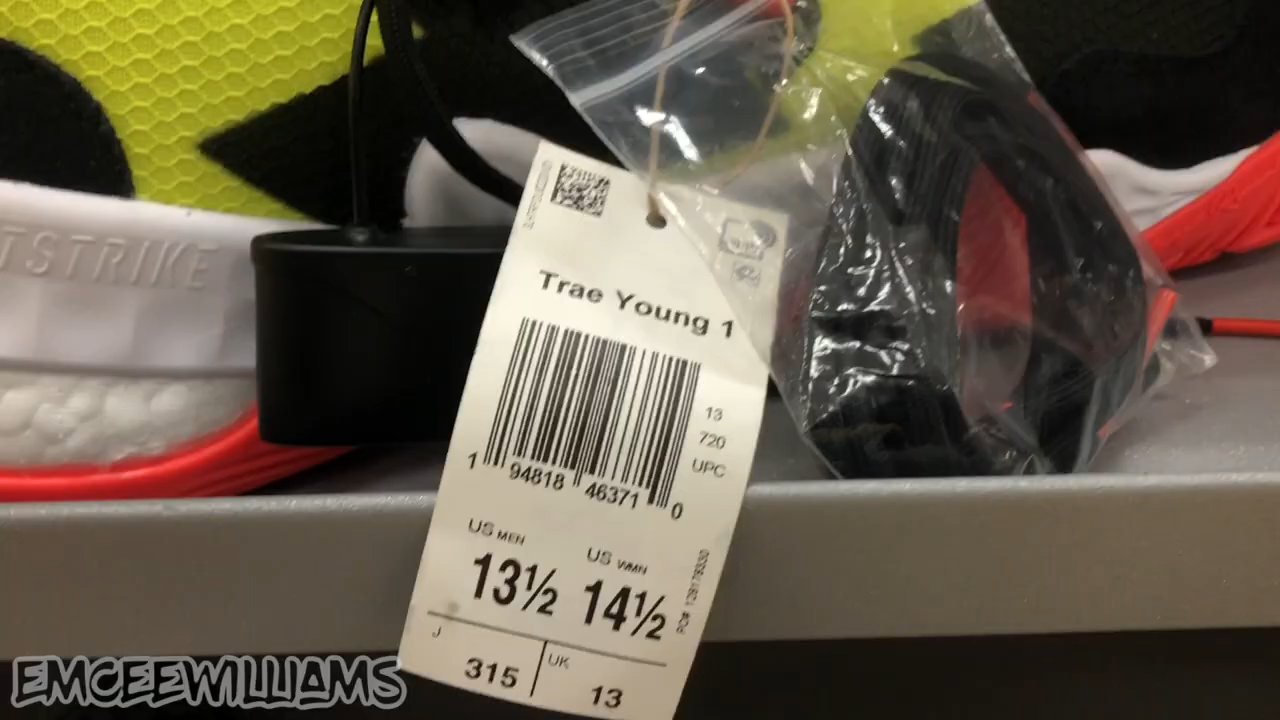 TSTRIKE
Trae Young 1
13
720
UPC
1 94818 46371 0
US MEN
13½
US WMN
14½
J
315
UK
13
EMCEEWILLIAMS